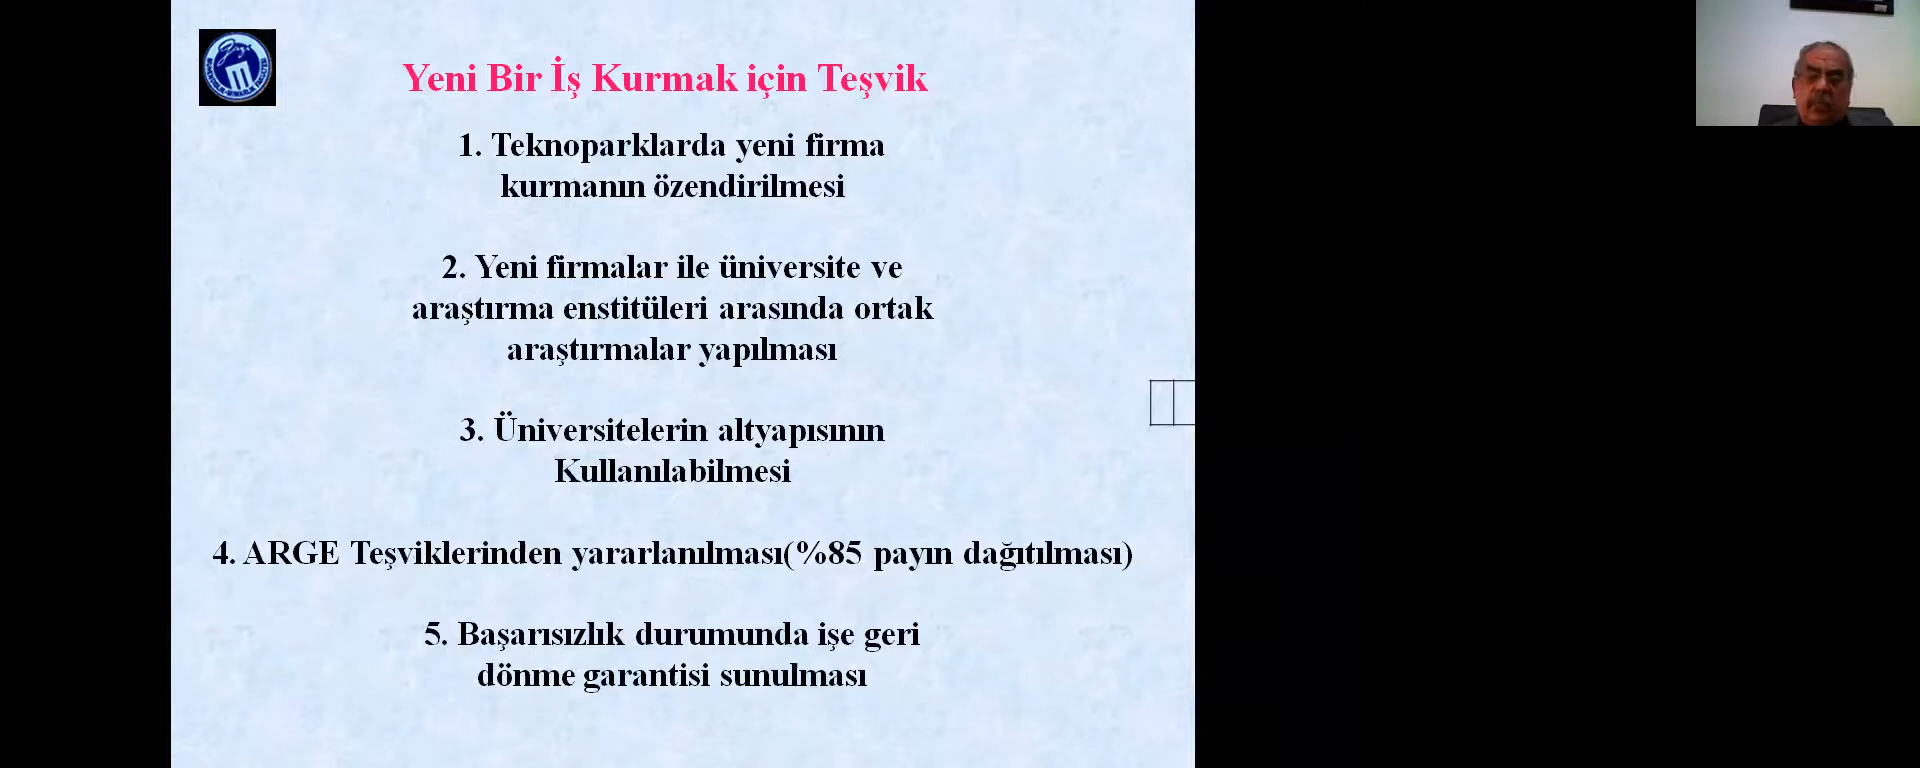 Gazi
Yeni Bir İş Kurmak için Teşvik
1. Teknoparklarda yeni firma
kurmanın özendirilmesi
2. Yeni firmalar ile üniversite ve
araştırma enstitüleri arasında ortak
araştırmalar yapılması
3. Üniversitelerin altyapısının
Kullanılabilmesi
4. ARGE Teşviklerinden yararlanılması(%85 payın dağıtılması)
5. Başarısızlık durumunda işe geri
dönme garantisi sunulması